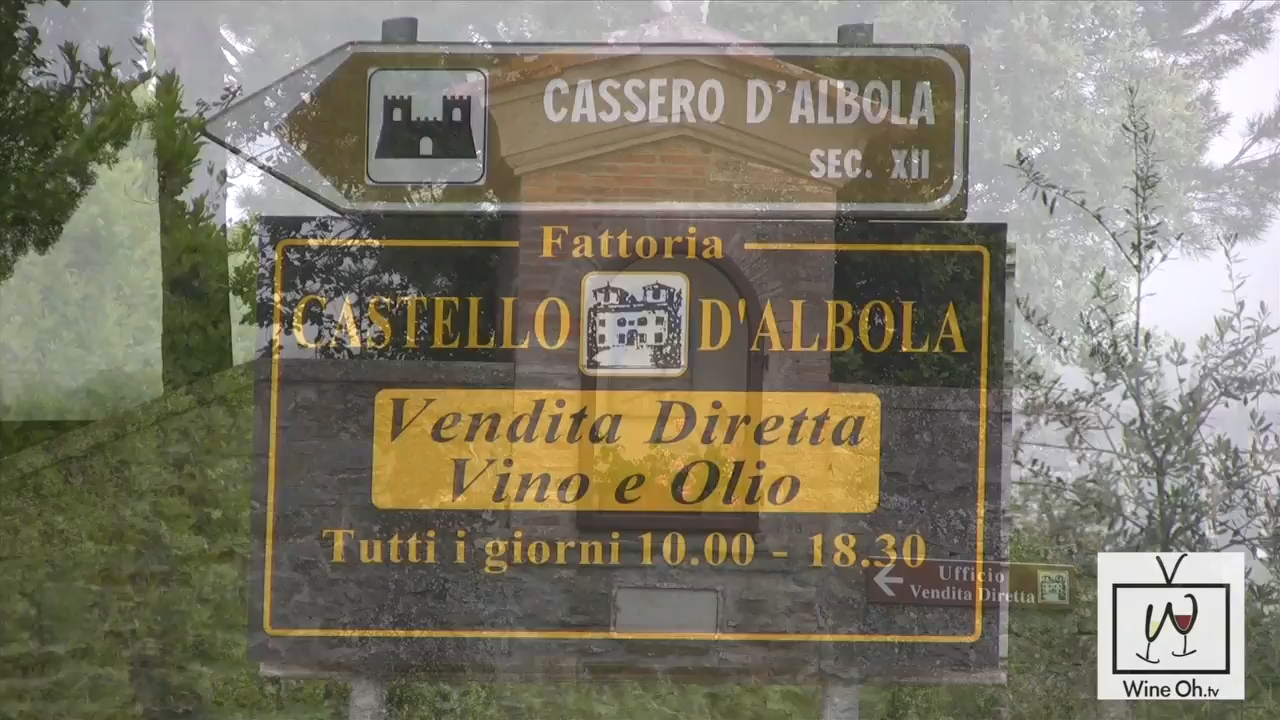 CASSERO D'ALBOLA
SEC. XII
Fattoria
CASTELLO D'ALBOLA
Vendita Diretta
Vino e Olio
Tutti i giorni 10.00 - 18.30
Ufficio
Vendita Diretta
Wine Oh.tv